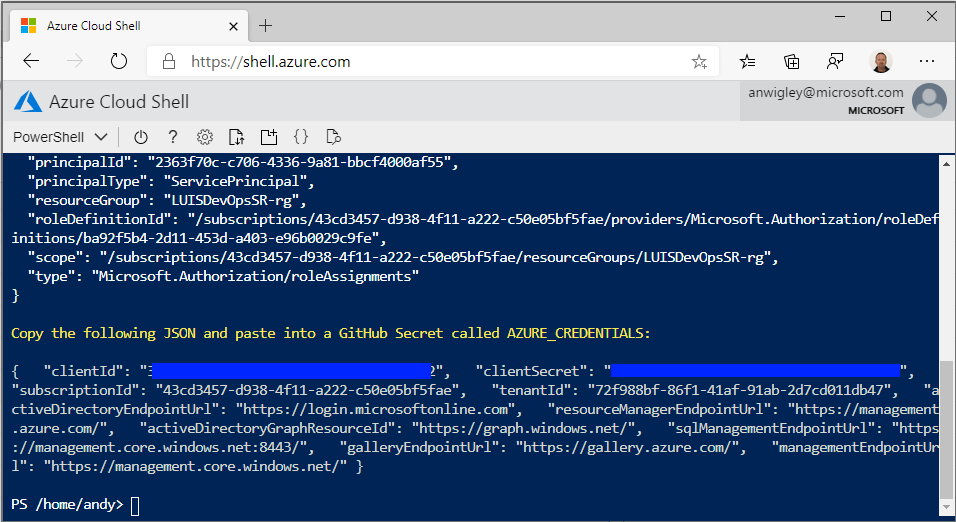 Azure Cloud Shell
https://shell.azure.com
Azure Cloud Shell
anwigley@microsoft.com
MICROSOFT
PowerShell
"principalId": "2363f70c-c706-4336-9a81-bbcf4000af55",
"principalType": "ServicePrincipal",
"resourceGroup": "LUISDevOpsSR-rg",
"roleDefinitionId": "/subscriptions/43cd3457-d938-4f11-a222-c50e05bf5fae/providers/Microsoft.Authorization/roleDef
initions/ba92f5b4-2d11-453d-a403-e96b0029c9fe",
"scope": "/subscriptions/43cd3457-d938-4f11-a222-c50e05bf5fae/resourceGroups/LUISDevOpsSR-rg",
"type": "Microsoft.Authorization/roleAssignments"
}
Copy the following JSON and paste into a GitHub Secret called AZURE_CREDENTIALS:
{ "clientId": " 2", "clientSecret": " ",
"subscriptionId": "43cd3457-d938-4f11-a222-c50e05bf5fae", "tenantId": "72f988bf-86f1-41af-91ab-2d7cd011db47", "a
ctiveDirectoryEndpointUrl": "https://login.microsoftonline.com", "resourceManagerEndpointUrl": "https://management
.azure.com/", "activeDirectoryGraphResourceId": "https://graph.windows.net/", "sqlManagementEndpointUrl": "https
://management.core.windows.net:8443/", "galleryEndpointUrl": "https://gallery.azure.com/", "managementEndpointUr
l": "https://management.core.windows.net/" }
PS /home/andy>